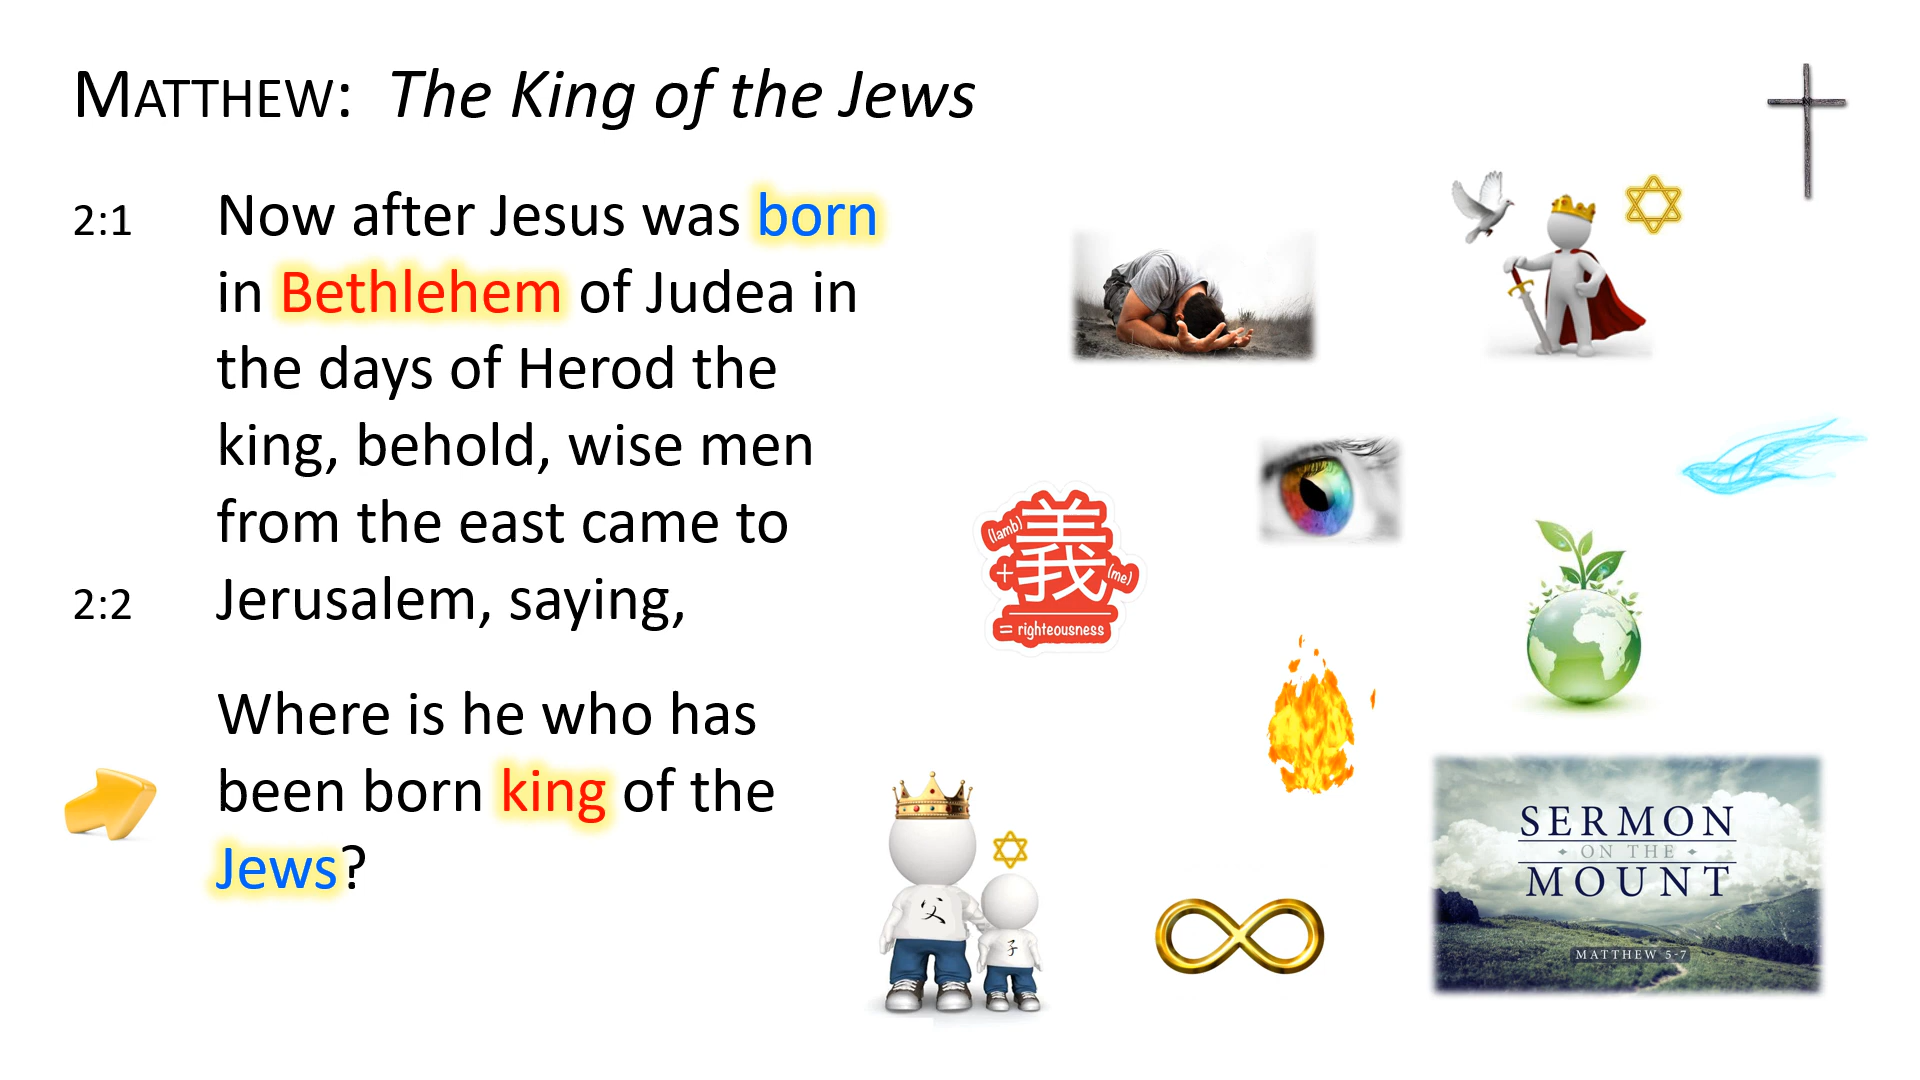 MATTHEW: The King of the Jews
2:1 Now after Jesus was born
in Bethlehem of Judea in
the days of Herod the
king, behold, wise men
from the east came to
2:2 Jerusalem, saying,
Where is he who has
been born king of the
Jews?
(lamb)
義
+
(me)
= righteousness
父
子
SERMON
ON THE
MOUNT
MATTHEW 5-7